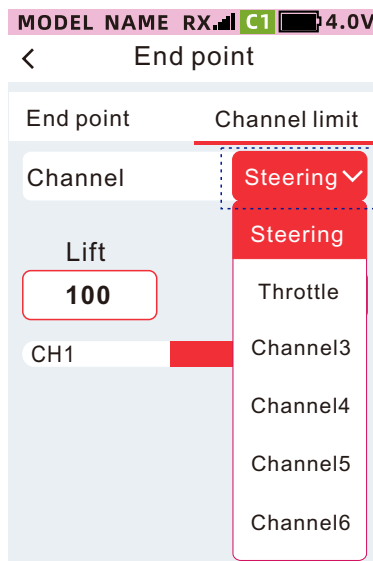 MODEL NAME RX C1 4.0V
< End point
End point Channel limit
Channel Steering
Steering
Lift
100 Throttle
CH1 Channel3
Channel4
Channel5
Channel6